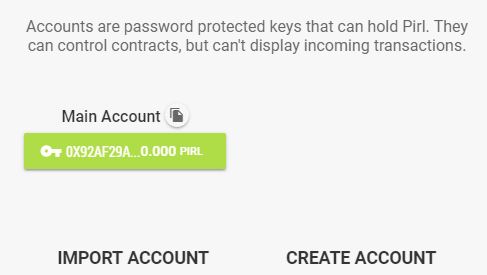 Accounts are password protected keys that can hold Pirl. They
can control contracts, but can't display incoming transactions.
Main Account
0X92AF29A...0.000 PIRL
IMPORT ACCOUNT CREATE ACCOUNT